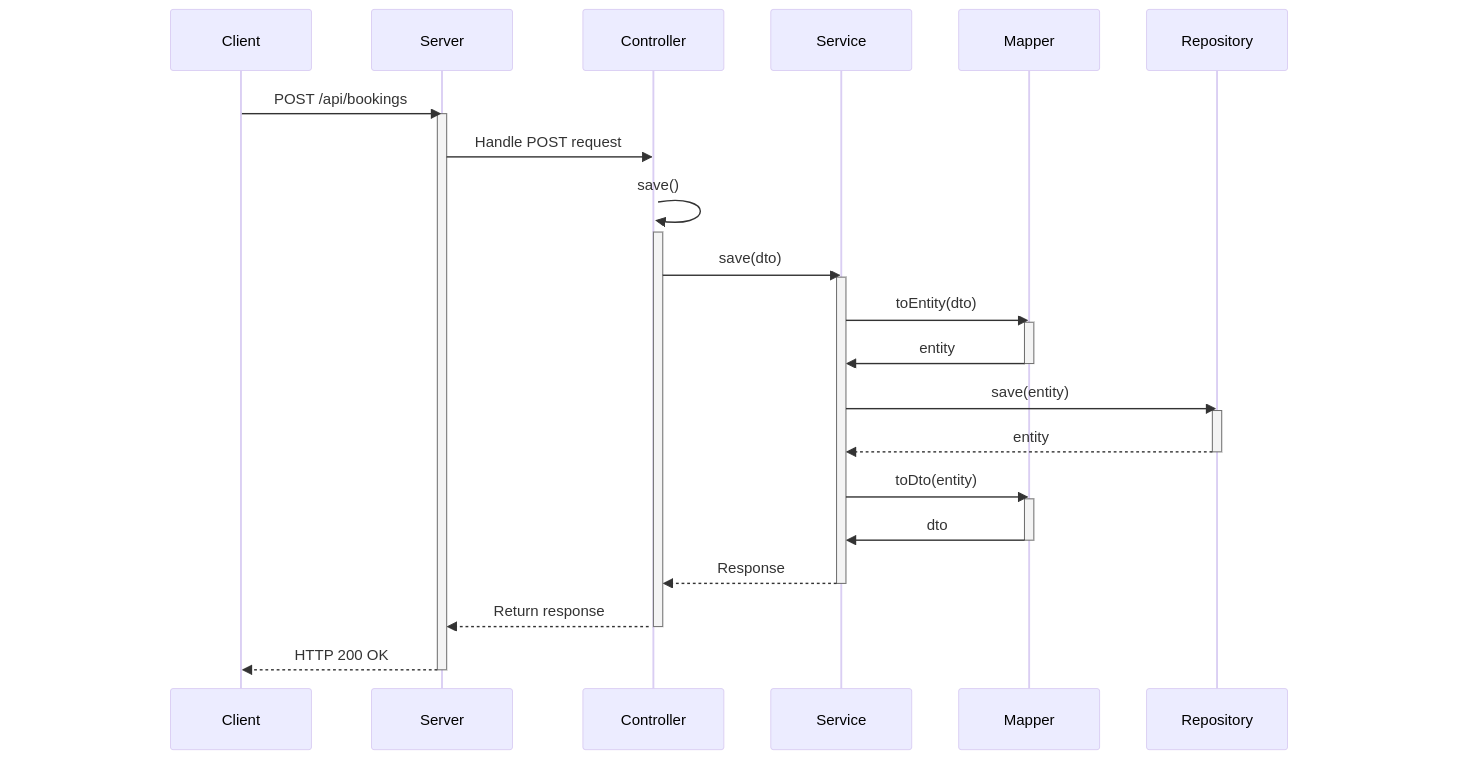 Client
Server
Controller
Service
Mapper
Repository
POST /api/bookings
Handle POST request
save()
save(dto)
toEntity(dto)
entity
save(entity)
entity
toDto(entity)
dto
Response
Return response
HTTP 200 OK
Client
Server
Controller
Service
Mapper
Repository